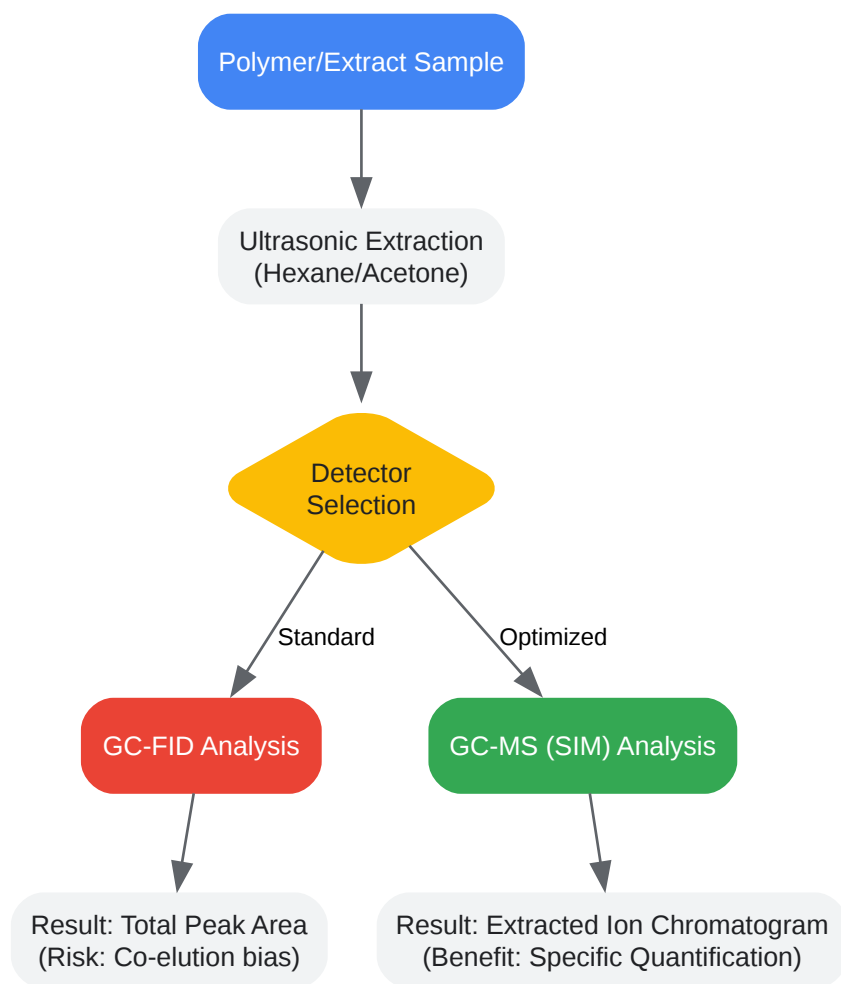 Polymer/Extract Sample
Ultrasonic Extraction
(Hexane/Acetone)
Detector
Selection
Standard
Optimized
GC-FID Analysis
GC-MS (SIM) Analysis
Result: Total Peak Area
(Risk: Co-elution bias)
Result: Extracted Ion Chromatogram
(Benefit: Specific Quantification)